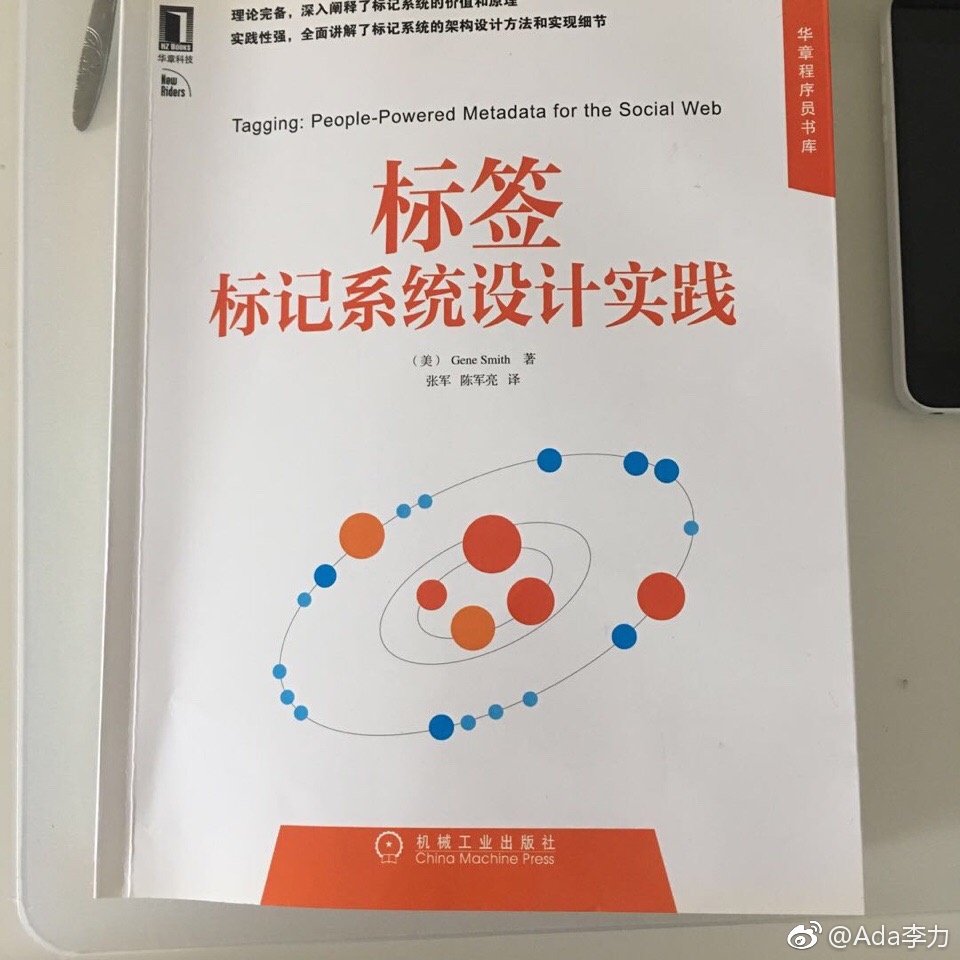 理论完备，深入阐释了标记系统的价值和原理
实践性强，全面讲解了标记系统的架构设计方法和实现细节
HZ Books
华章科技
New
Riders
华章程序员书库
Tagging: People-Powered Metadata for the Social Web
标签
标记系统设计实践
（美） Gene Smith 著
张军 陈军亮 译
机械工业出版社
China Machine Press
@Ada李力